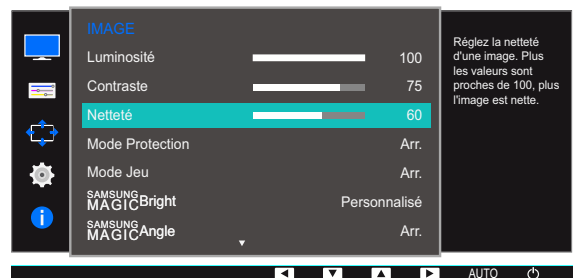 IMAGE
Luminosité 100
Contraste 75
Netteté 60
Mode Protection Arr.
Mode Jeu Arr.
SAMSUNG MAGICBright Personnalisé
SAMSUNG MAGICAngle Arr.
Réglez la netteté
d'une image. Plus
les valeurs sont
proches de 100, plus
l'image est nette.
AUTO